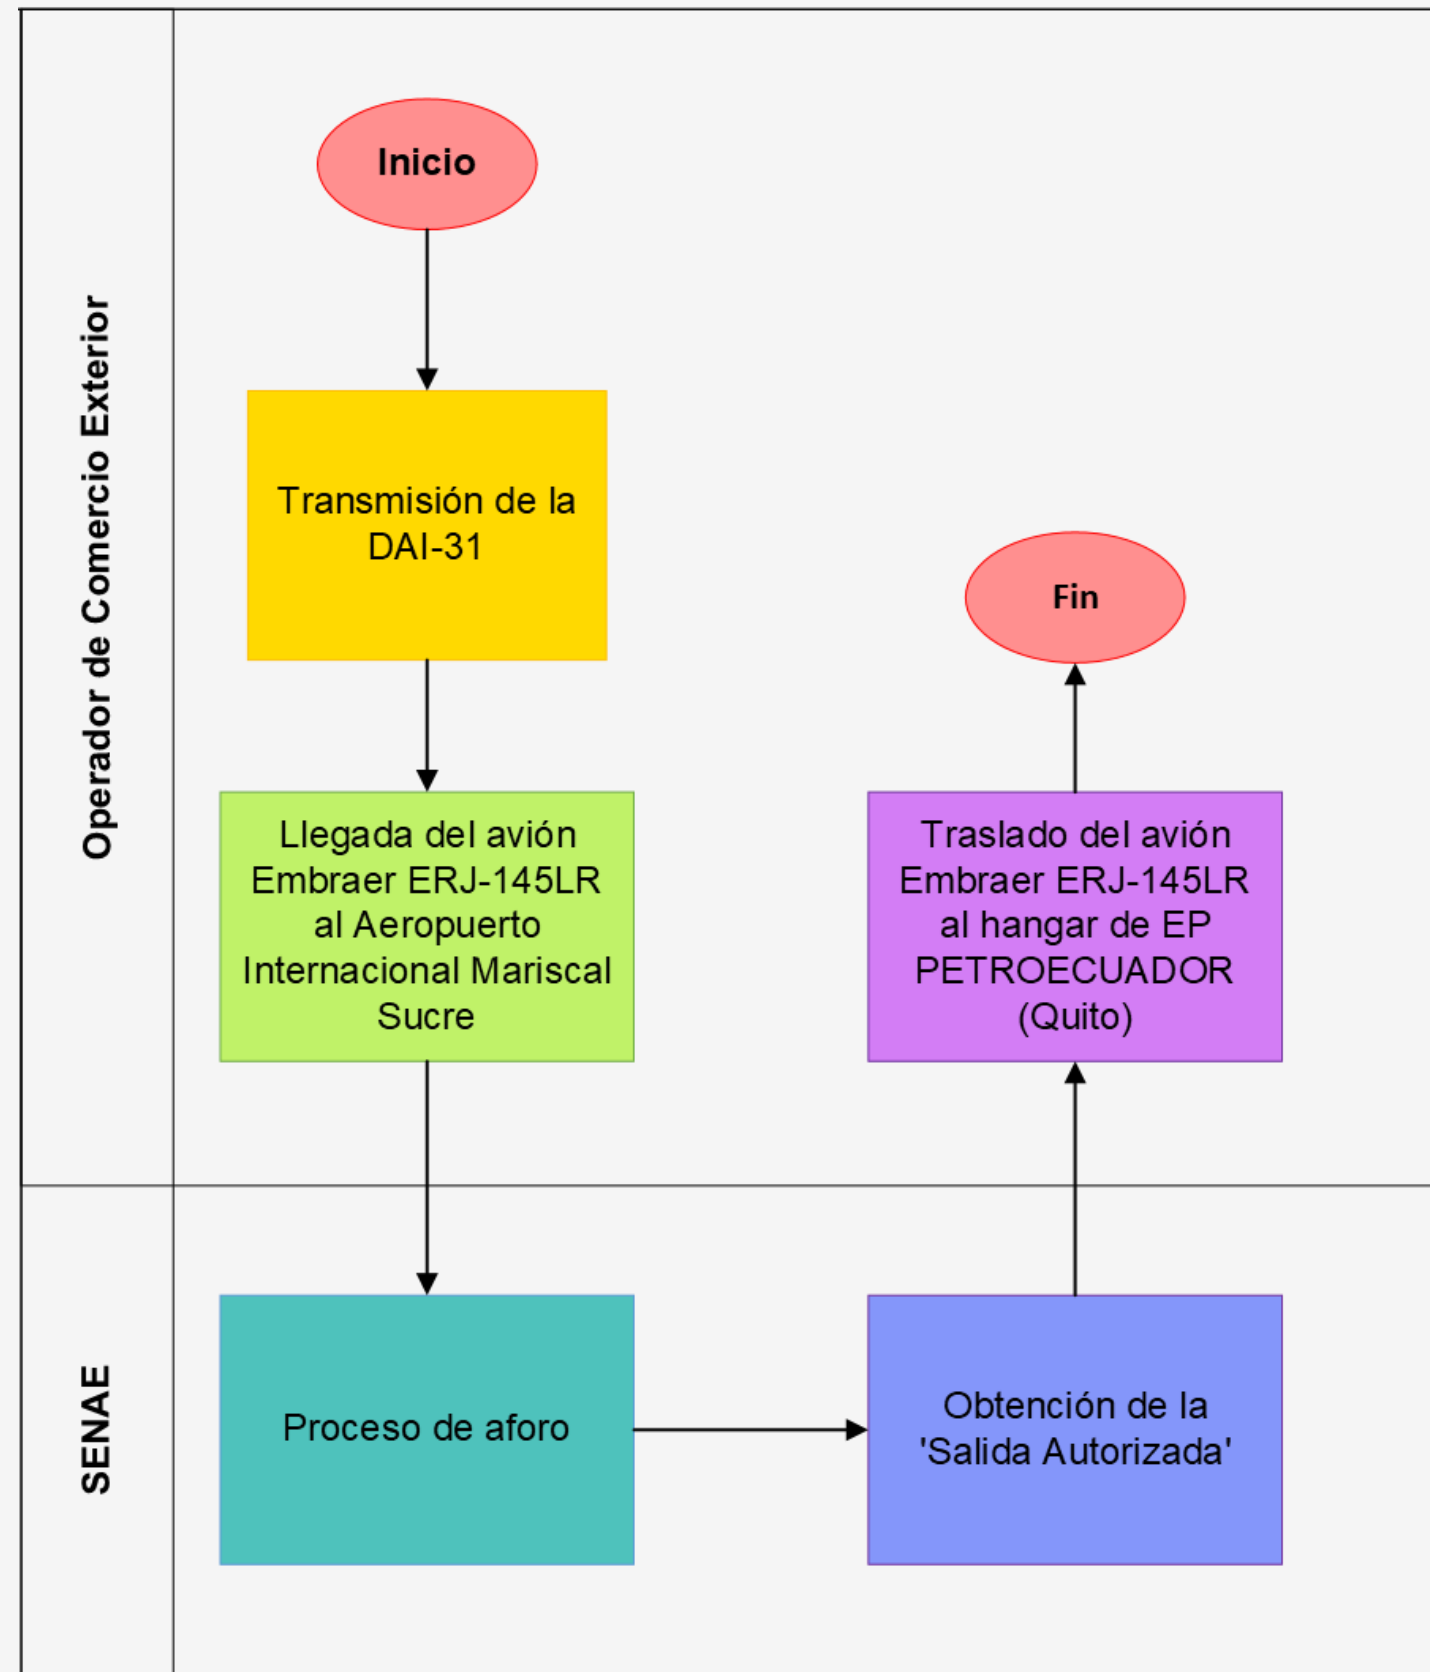 Operador de Comercio Exterior
Inicio
Transmisión de la
DAI-31
Llegada del avión
Embraer ERJ-145LR
al Aeropuerto
Internacional Mariscal
Sucre
Fin
Traslado del avión
Embraer ERJ-145LR
al hangar de EP
PETROECUADOR
(Quito)
SENAE
Proceso de aforo
Obtención de la
'Salida Autorizada'